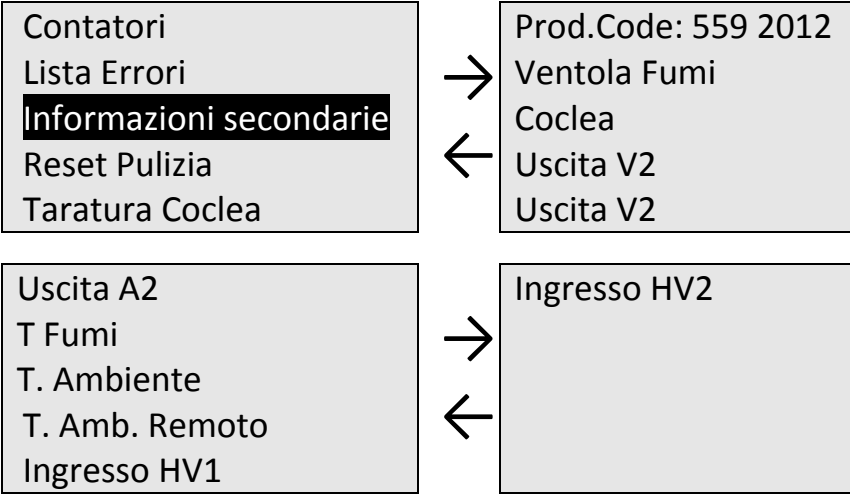 Contatori
Lista Errori
Informazioni secondarie
Reset Pulizia
Taratura Coclea
Prod.Code: 559 2012
Ventola Fumi
Coclea
Uscita V2
Uscita V2
Uscita A2
T Fumi
T. Ambiente
T. Amb. Remoto
Ingresso HV1
Ingresso HV2